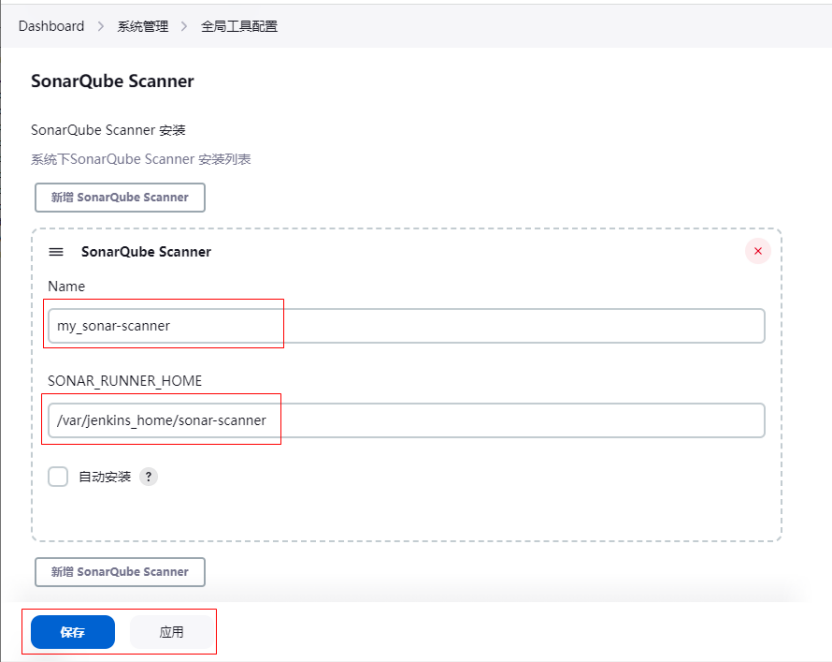 Dashboard > 系统管理 > 全局工具配置
SonarQube Scanner
SonarQube Scanner 安装
系统下SonarQube Scanner 安装列表
新增 SonarQube Scanner
SonarQube Scanner
Name
my_sonar-scanner
SONAR_RUNNER_HOME
/var/jenkins_home/sonar-scanner
自动安装 ?
新增 SonarQube Scanner
保存 应用